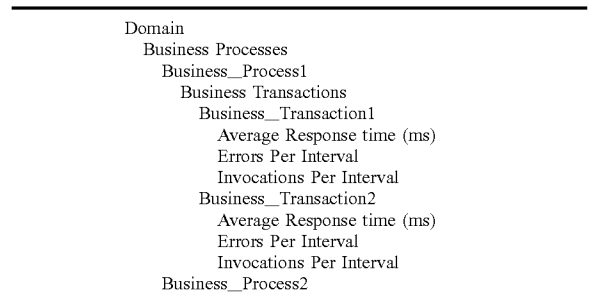 Domain
Business Processes
Business_Process1
Business Transactions
Business_Transaction1
Average Response time (ms)
Errors Per Interval
Invocations Per Interval
Business_Transaction2
Average Response time (ms)
Errors Per Interval
Invocations Per Interval
Business_Process2